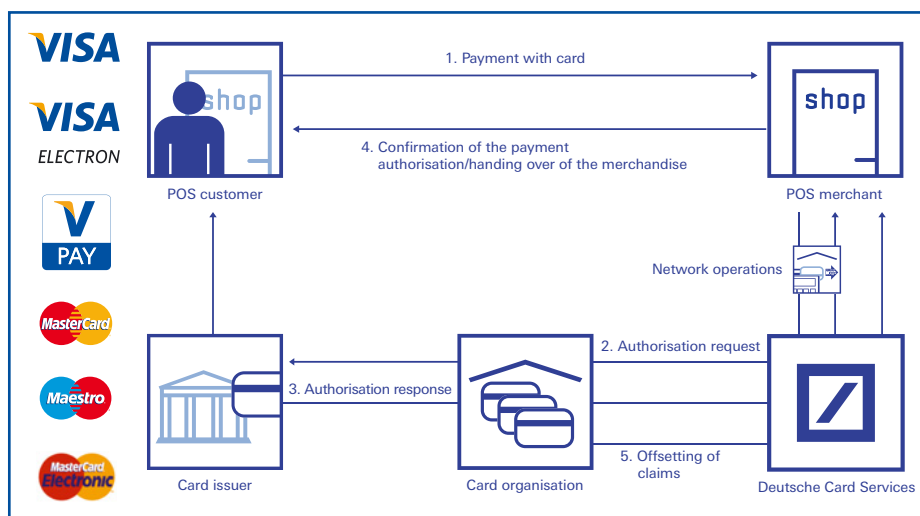 VISA
VISA
ELECTRON
V
PAY
MasterCard
Maestro
MasterCard
Electronic
1. Payment with card
shop
shop
4. Confirmation of the payment
authorisation/handing over of the merchandise
POS customer
POS merchant
Network operations
2. Authorisation request
3. Authorisation response
5. Offsetting of
claims
Card issuer
Card organisation
Deutsche Card Services